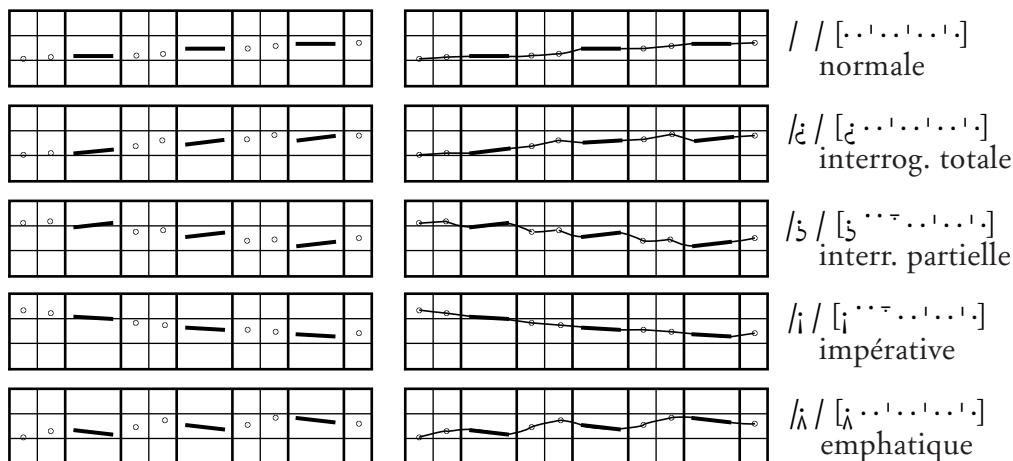 / / [··ˈ··ˈ··ˈ·]
normale
/¿ / [¿ ··ˈ··ˈ··ˈ·]
interrog. totale
/ʖ / [ʖ ˙˙ˉ̇··ˈ··ˈ·]
interr. partielle
/¡ / [¡ ˙˙ˉ̇··ˈ··ˈ·]
impérative
/ / [ ··ˈ··ˈ··ˈ·]
emphatique